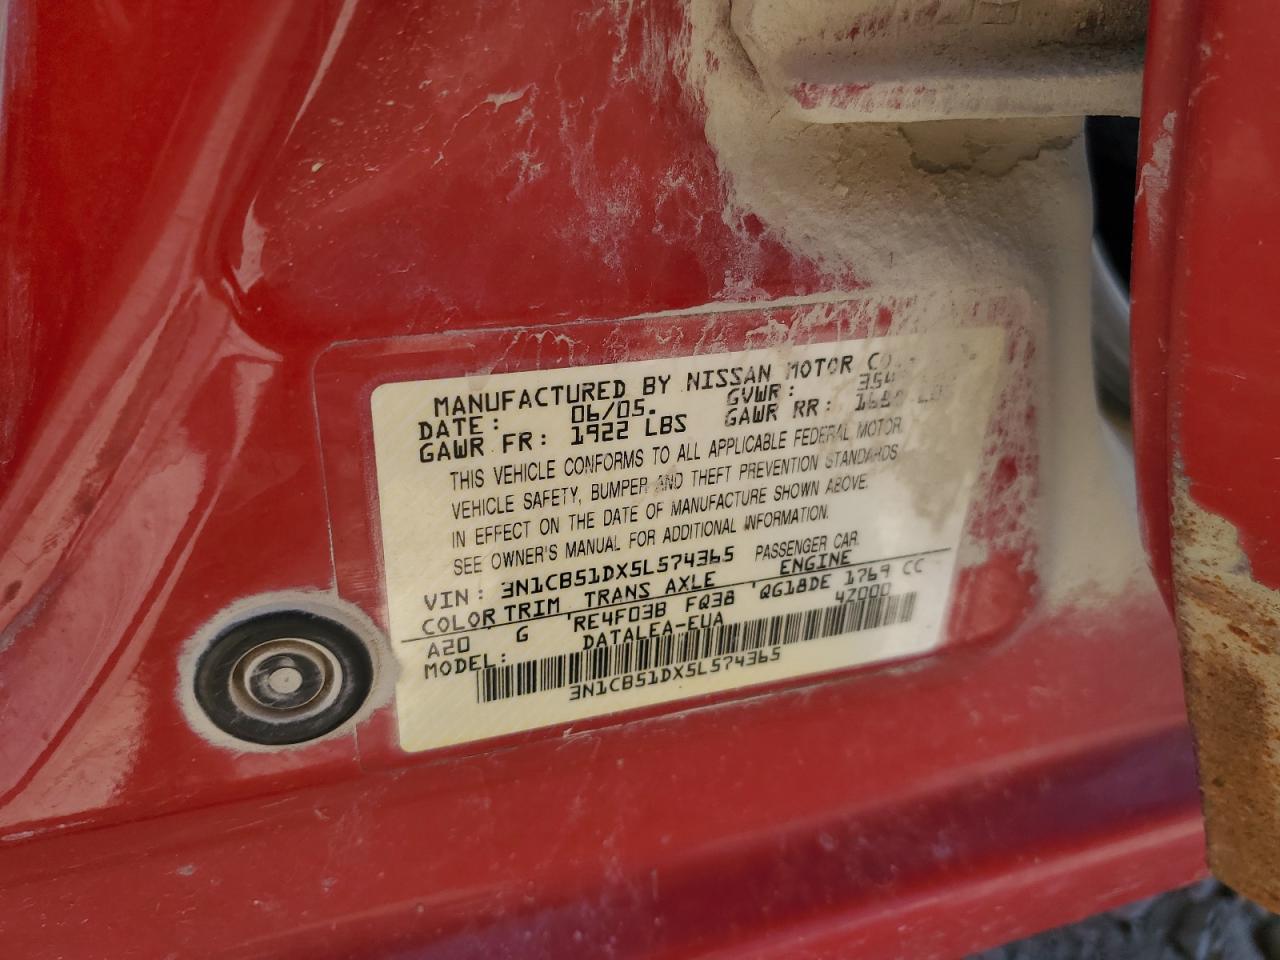 MANUFACTURED BY NISSAN MOTOR CO.
DATE: 06/05. GVWR:
GAWR FR: 1922 LBS GAWR RR:
THIS VEHICLE CONFORMS TO ALL APPLICABLE FEDERAL MOTOR
VEHICLE SAFETY, BUMPER AND THEFT PREVENTION STANDARDS
IN EFFECT ON THE DATE OF MANUFACTURE SHOWN ABOVE.
SEE OWNER'S MANUAL FOR ADDITIONAL INFORMATION.
VIN: 3N1CB51DX5L574365 PASSENGER CAR.
COLOR TRIM TRANS AXLE ENGINE
A20 G RE4F03B FQ38 QG18DE 1769 CC
MODEL: DATALEA-EUA 42000
3N1CB51DX5L574365